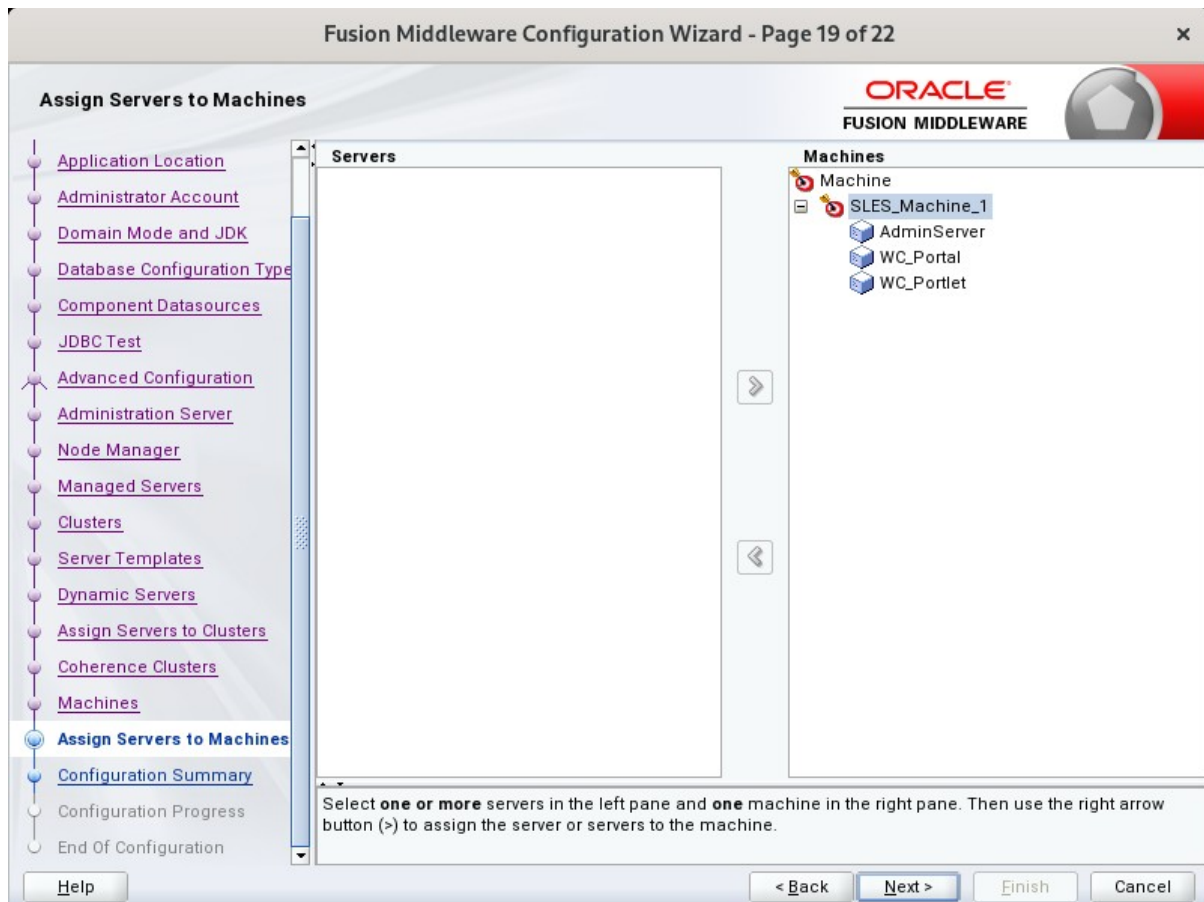 Fusion Middleware Configuration Wizard - Page 19 of 22
Assign Servers to Machines
ORACLE
FUSION MIDDLEWARE
Application Location
Administrator Account
Domain Mode and JDK
Database Configuration Type
Component Datasources
JDBC Test
Advanced Configuration
Administration Server
Node Manager
Managed Servers
Clusters
Server Templates
Dynamic Servers
Assign Servers to Clusters
Coherence Clusters
Machines
Assign Servers to Machines
Configuration Summary
Configuration Progress
End Of Configuration
Servers
Machines
Machine
SLES_Machine_1
AdminServer
WC_Portal
WC_Portlet
Select one or more servers in the left pane and one machine in the right pane. Then use the right arrow
button (>) to assign the server or servers to the machine.
Help
< Back
Next >
Finish
Cancel